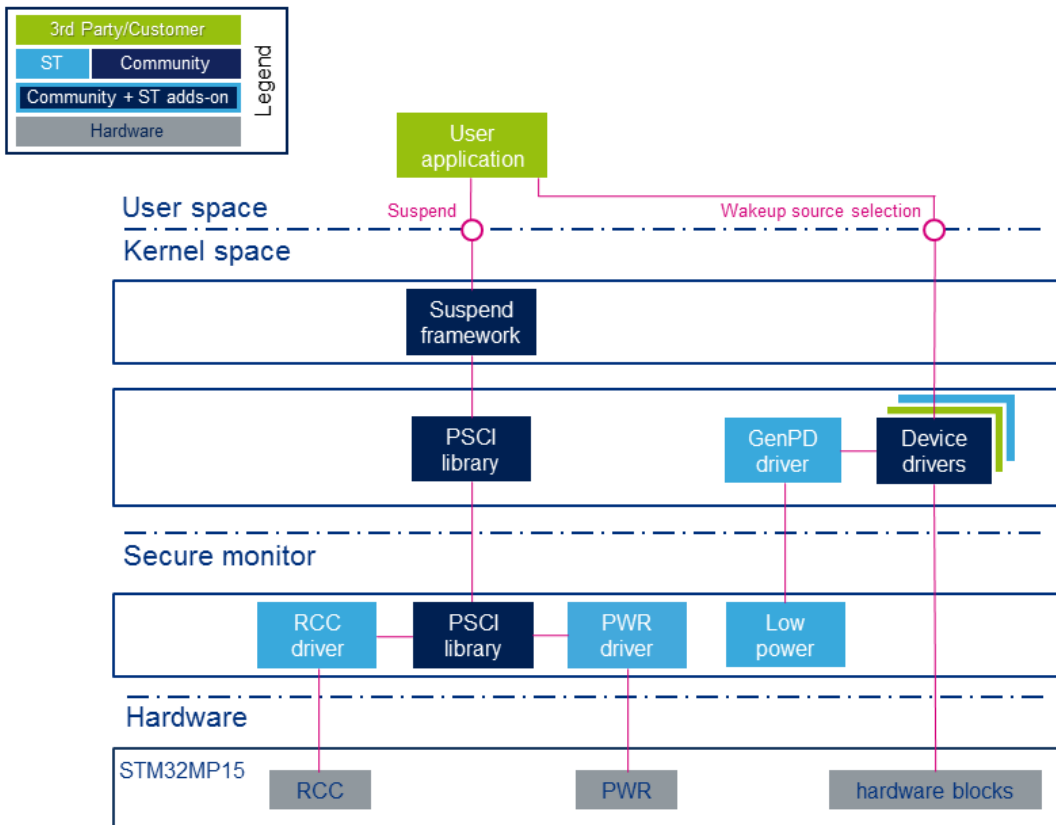 3rd Party/Customer
ST
Community
Community + ST adds-on
Hardware
Legend
User
application
User space
Suspend
Wakeup source selection
Kernel space
Suspend
framework
PSCI
library
GenPD
driver
Device
drivers
Secure monitor
RCC
driver
PSCI
library
PWR
driver
Low
power
Hardware
STM32MP15
RCC
PWR
hardware blocks